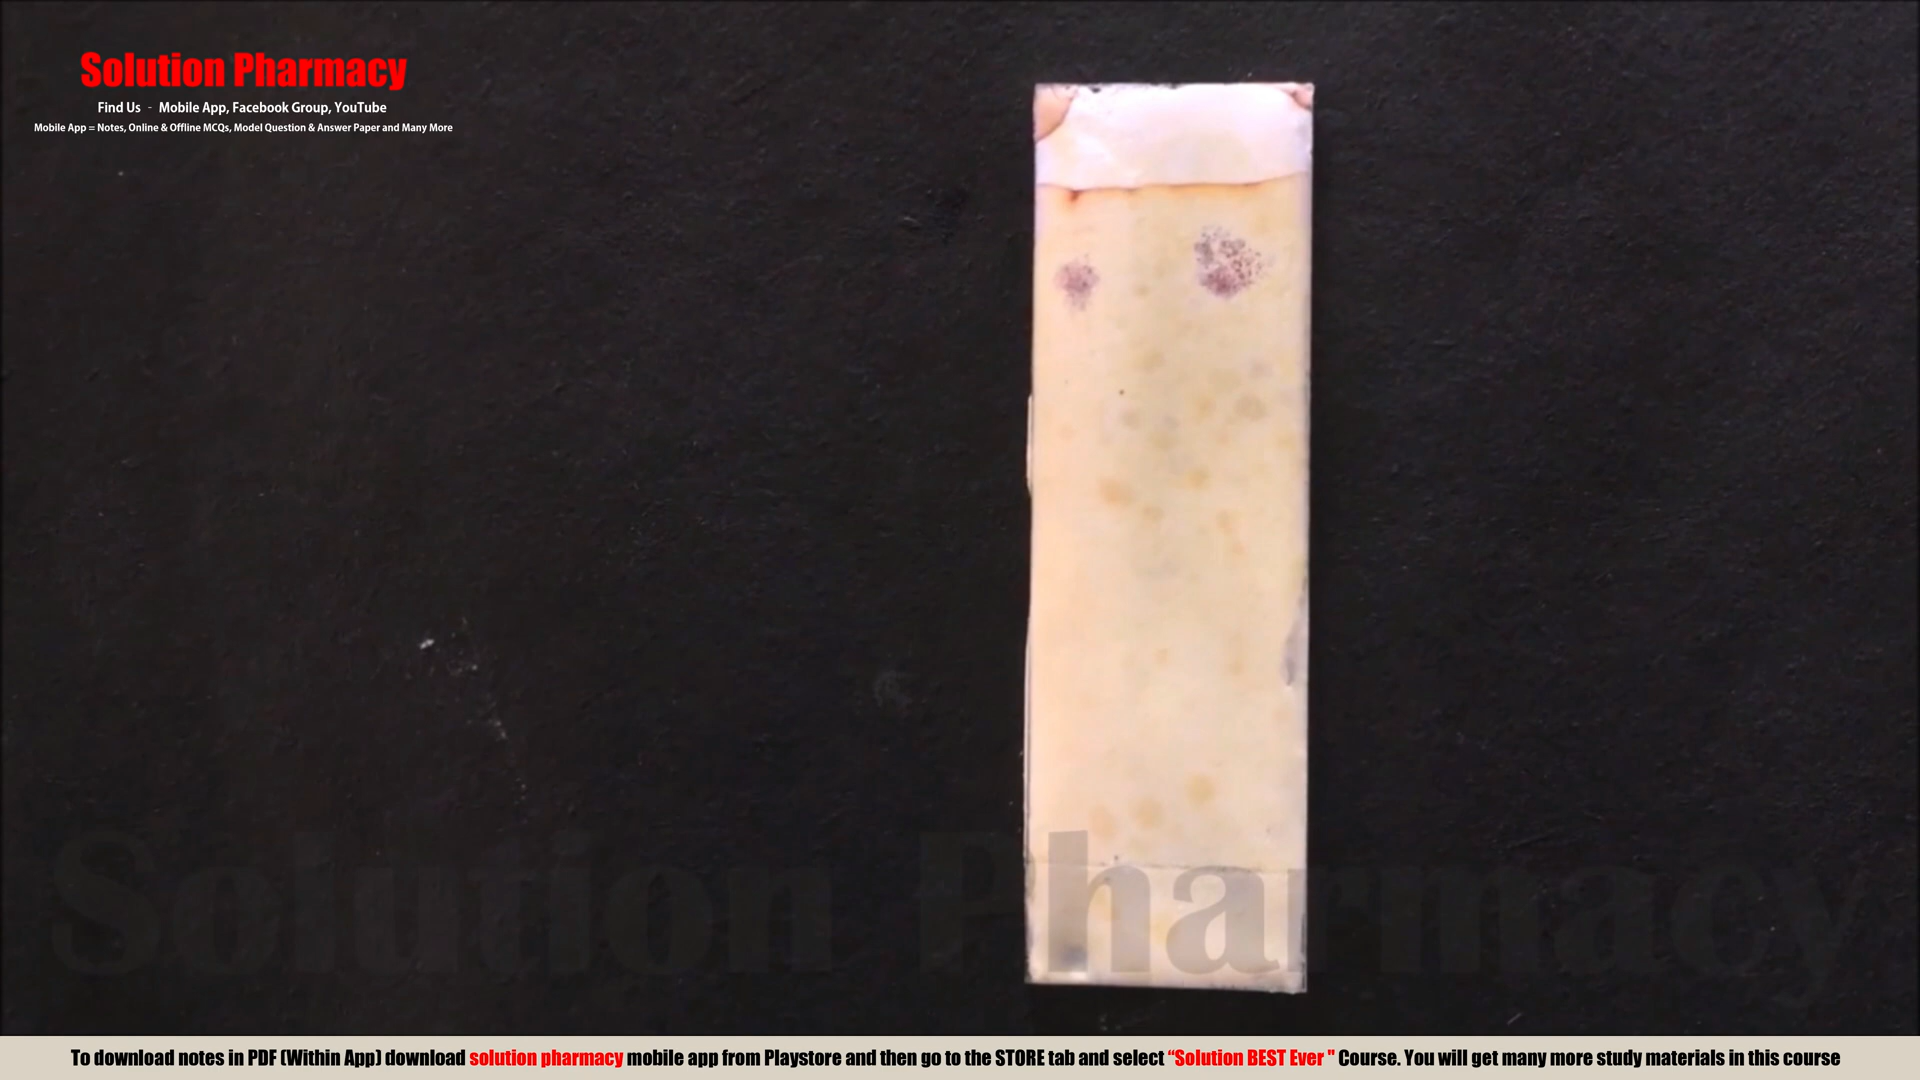 Solution Pharmacy
Find Us - Mobile App, Facebook Group, YouTube
Mobile App = Notes, Online & Offline MCQs, Model Question & Answer Paper and Many More
Solution Pharmacy
To download notes in PDF (Within App) download solution pharmacy mobile app from Playstore and then go to the STORE tab and select “Solution BEST Ever " Course. You will get many more study materials in this course